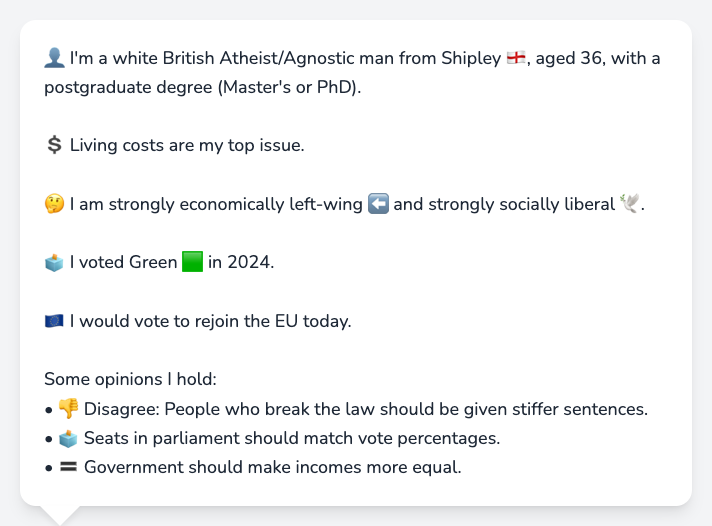 👤 I'm a white British Atheist/Agnostic man from Shipley 🏴󠁧󠁢󠁥󠁮󠁧󠁿, aged 36, with a
postgraduate degree (Master's or PhD).
💲 Living costs are my top issue.
🤔 I am strongly economically left-wing ⬅️ and strongly socially liberal 🕊️.
🗳️ I voted Green 🟩 in 2024.
🇪🇺 I would vote to rejoin the EU today.
Some opinions I hold:
• 👎 Disagree: People who break the law should be given stiffer sentences.
• 🗳️ Seats in parliament should match vote percentages.
• 🟰 Government should make incomes more equal.